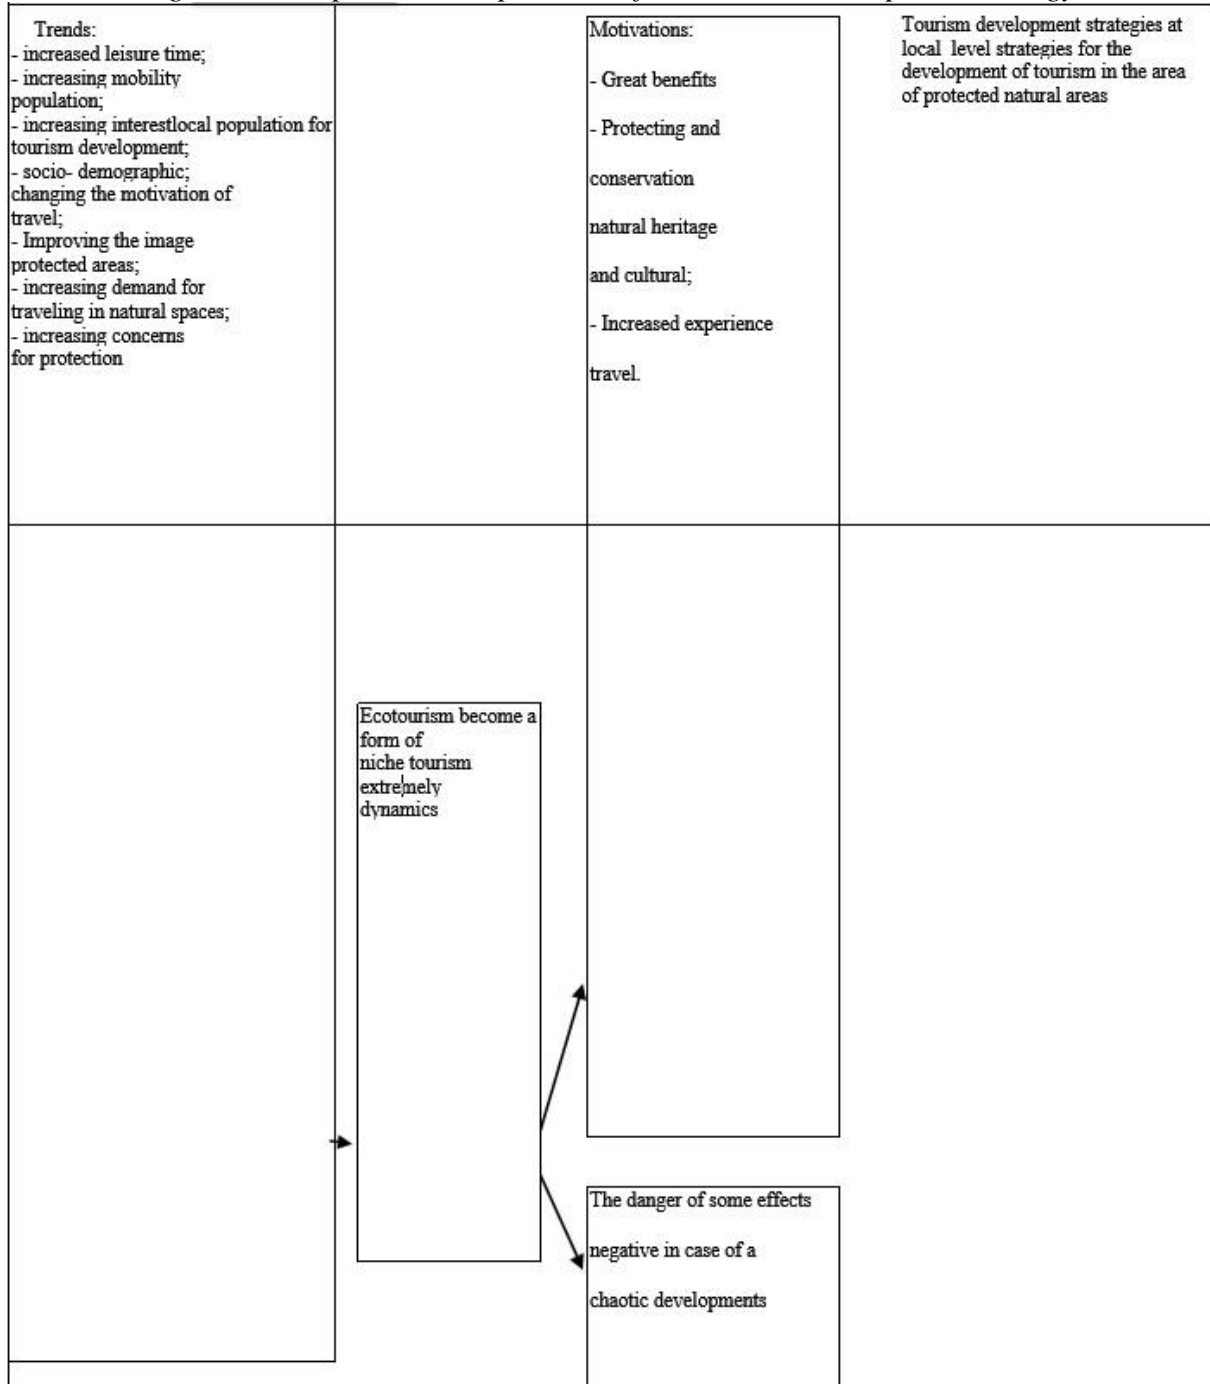 Trends:
- increased leisure time;
- increasing mobility
population;
- increasing interestlocal population for
tourism development;
- socio- demographic;
changing the motivation of
travel;
- Improving the image
protected areas;
- increasing demand for
traveling in natural spaces;
- increasing concerns
for protection
Motivations:
- Great benefits
- Protecting and
conservation
natural heritage
and cultural;
- Increased experience
travel.
Tourism development strategies at
local level strategies for the
development of tourism in the area
of protected natural areas
Ecotourism become a
form of
niche tourism
extremely
dynamics
The danger of some effects
negative in case of a
chaotic developments